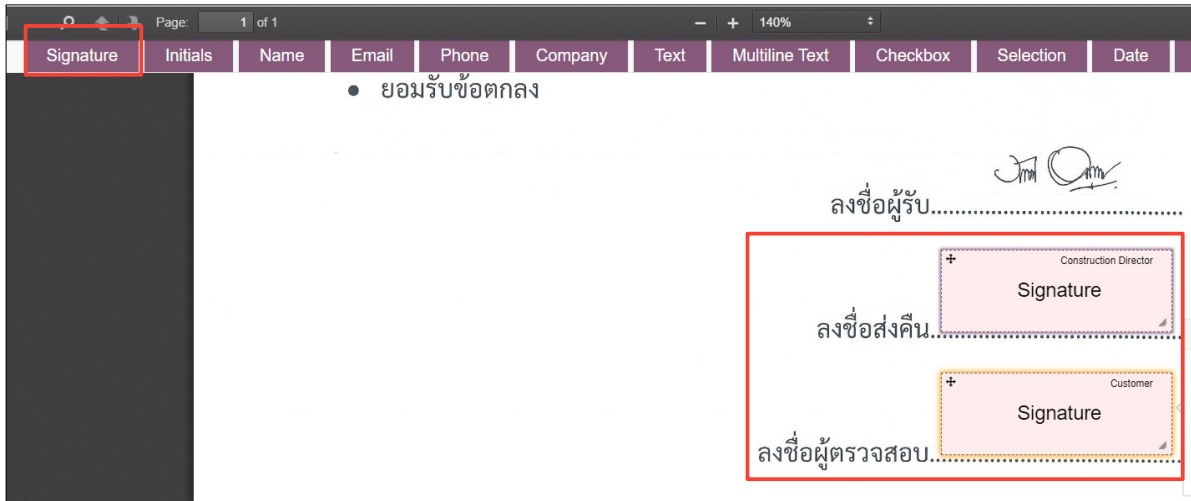 Page: 1 of 1 − + 140%
Signature Initials Name Email Phone Company Text Multiline Text Checkbox Selection Date
• ยอมรับข้อตกลง
ลงชื่อผู้รับ................................................
Construction Director
Signature
ลงชื่อส่งคืน................................................
Customer
Signature
ลงชื่อผู้ตรวจสอบ................................................